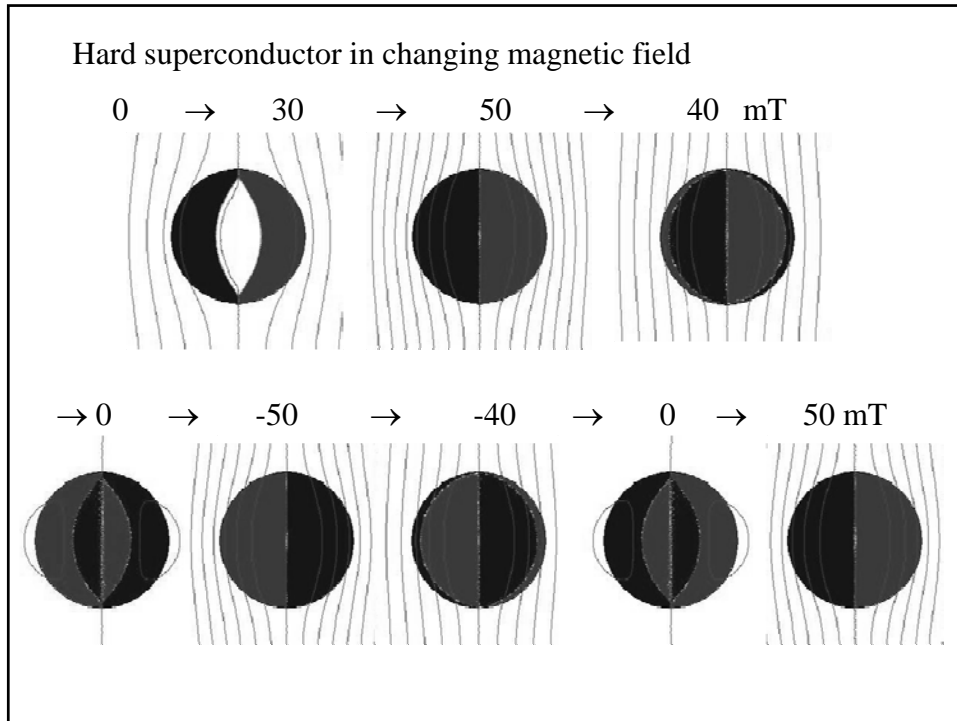 Hard superconductor in changing magnetic field
0 → 30 → 50 → 40 mT
→ 0 → -50 → -40 → 0 → 50 mT